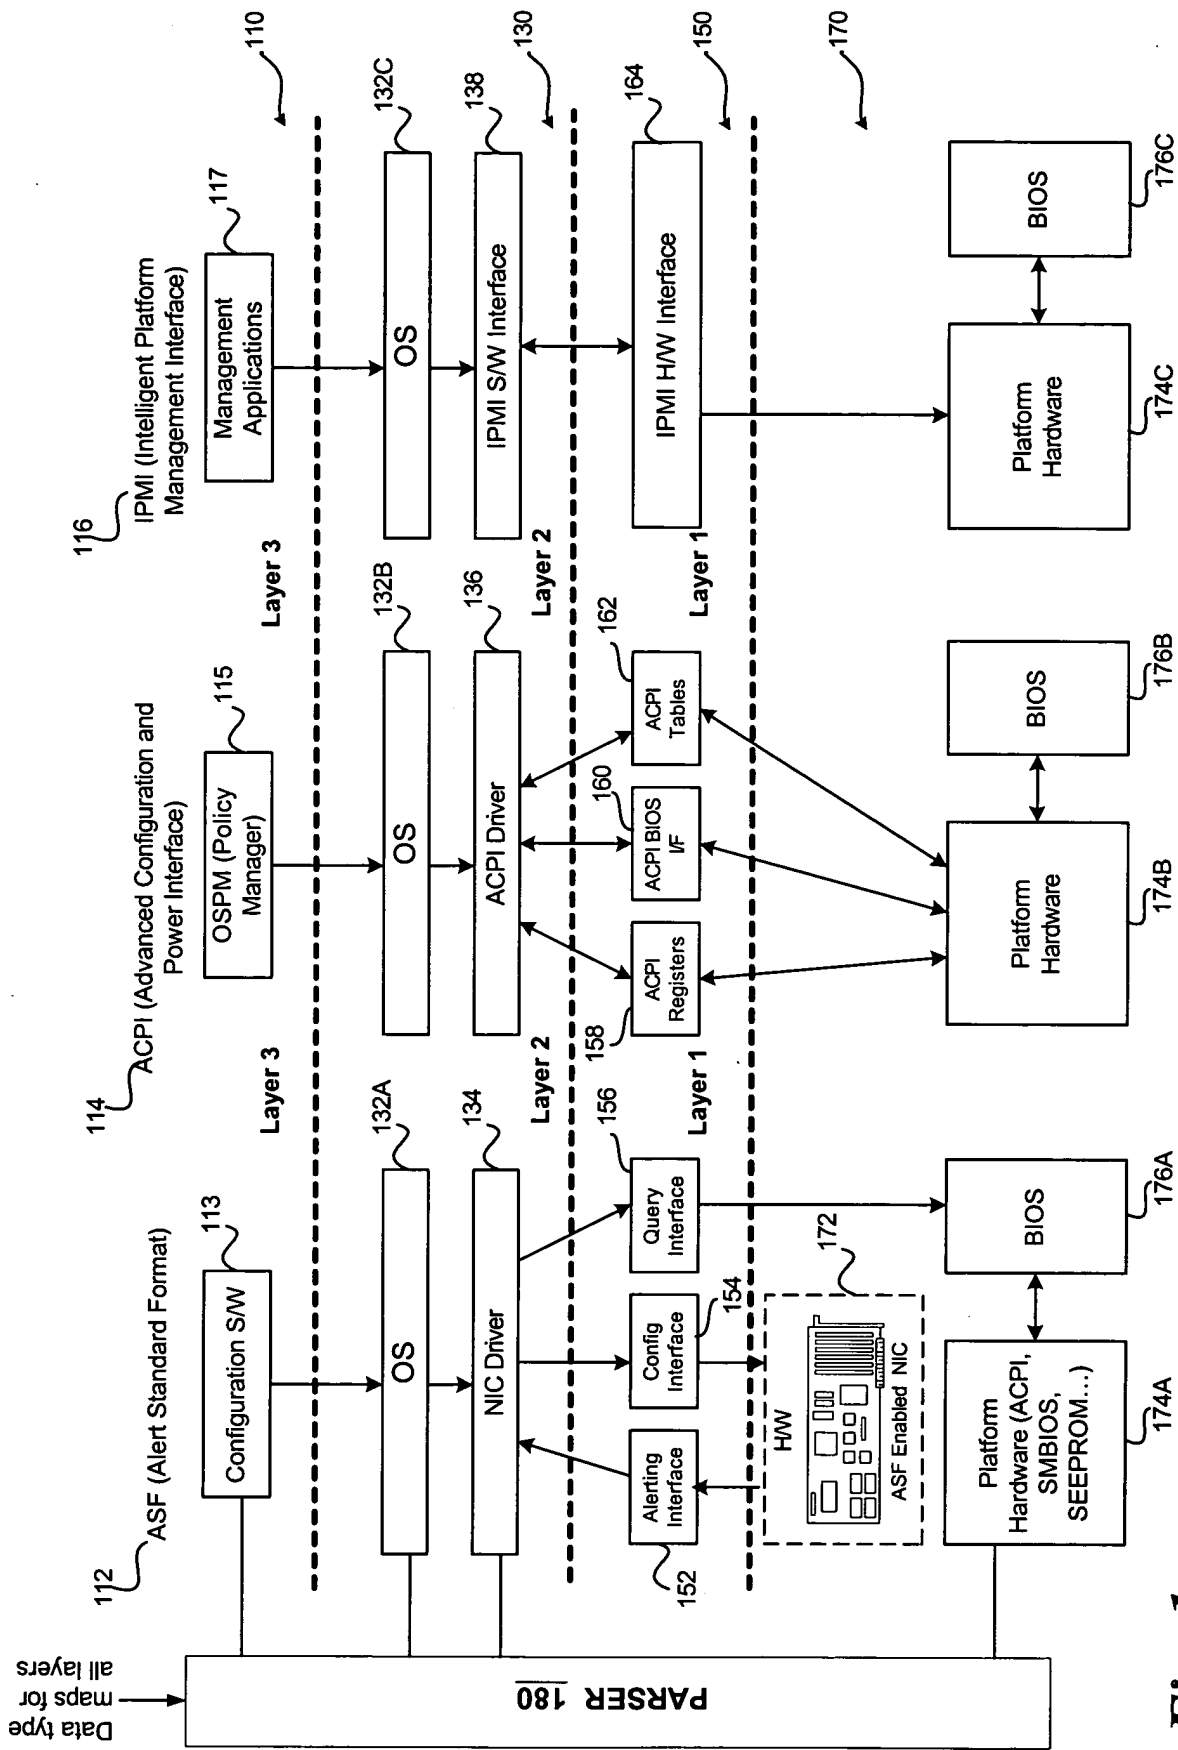 112
ASF (Alert Standard Format)
114
ACPI (Advanced Configuration and
Power Interface)
116
IPMI (Intelligent Platform
Management Interface)
Configuration S/W
113
OSPM (Policy
Manager)
115
Management
Applications
117
110
Layer 3
Layer 3
OS
132A
OS
132B
OS
132C
NIC Driver
134
ACPI Driver
136
IPMI S/W Interface
138
Layer 2
Layer 2
130
Alerting
Interface
152
Config
Interface
154
Query
Interface
156
ACPI
Registers
158
ACPI BIOS
I/F
160
ACPI
Tables
162
IPMI H/W Interface
164
Layer 1
Layer 1
150
170
H/W
ASF Enabled NIC
172
Platform
Hardware (ACPI,
SMBIOS,
SEEPROM...)
174A
BIOS
176A
Platform
Hardware
174B
BIOS
176B
Platform
Hardware
174C
BIOS
176C
Data type
maps for
all layers
PARSER 180